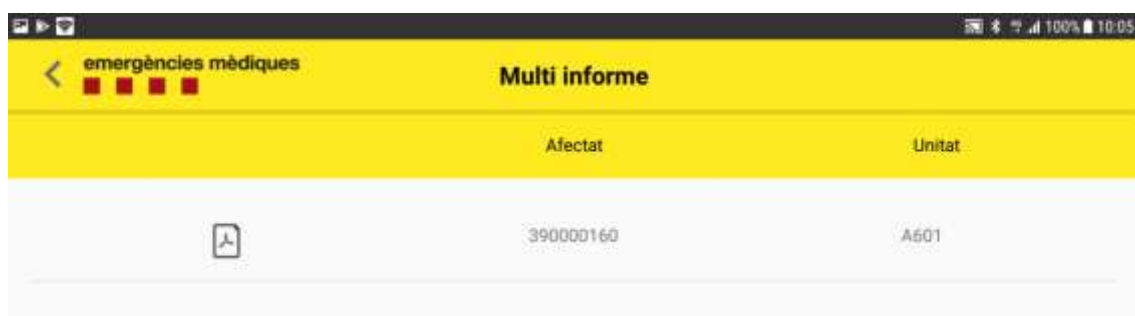 100% 10:05
emergències mèdiques
Multi informe
Afectat Unitat
390000160 A601